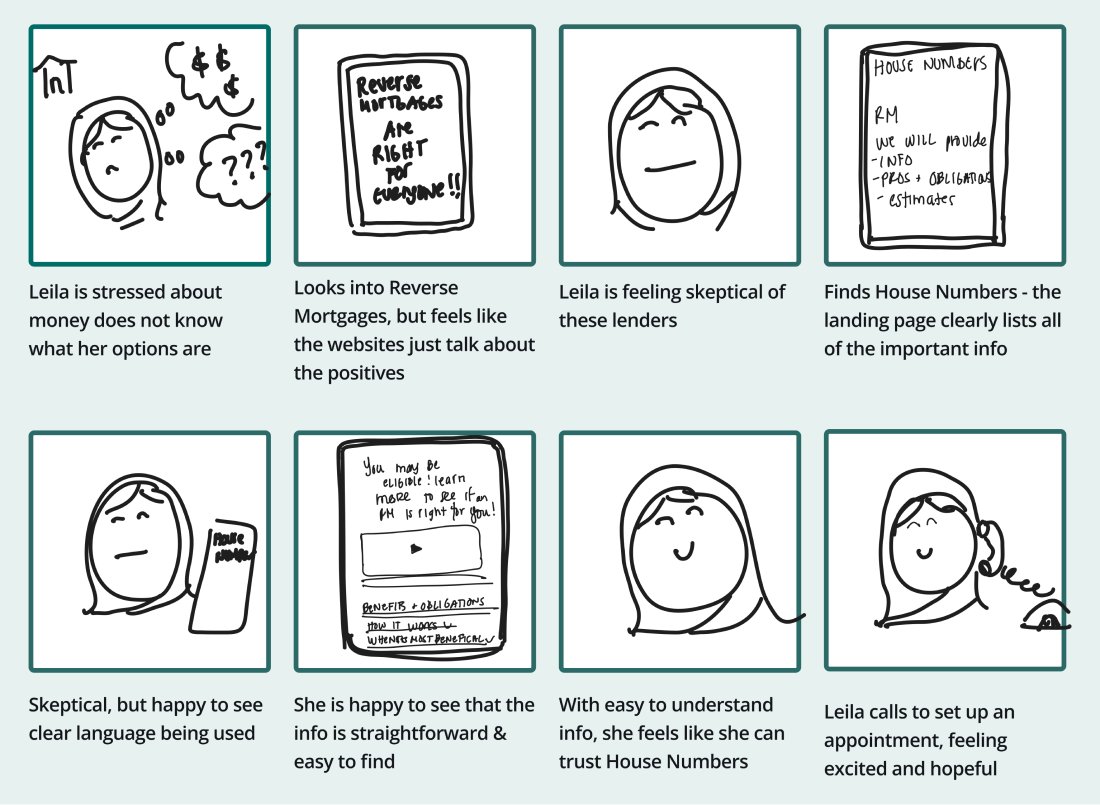 InT
$ $
$
???
Reverse
MORTGAGES
ARE
RIGHT
FOR
everyone!!
HOUSE NUMBERS
RM
we will provide
-INFO
-PROS + OBLIGATIONS
- estimates
Leila is stressed about
money does not know
what her options are
Looks into Reverse
Mortgages, but feels like
the websites just talk about
the positives
Leila is feeling skeptical of
these lenders
Finds House Numbers - the
landing page clearly lists all
of the important info
House
Numbers
You may be
eligible! learn
more to see if an
RM is right for you!
BENEFITS + OBLIGATIONS
HOW IT WORKS
WHEN IT'S MOST BENEFICAL
Skeptical, but happy to see
clear language being used
She is happy to see that the
info is straightforward &
easy to find
With easy to understand
info, she feels like she can
trust House Numbers
Leila calls to set up an
appointment, feeling
excited and hopeful